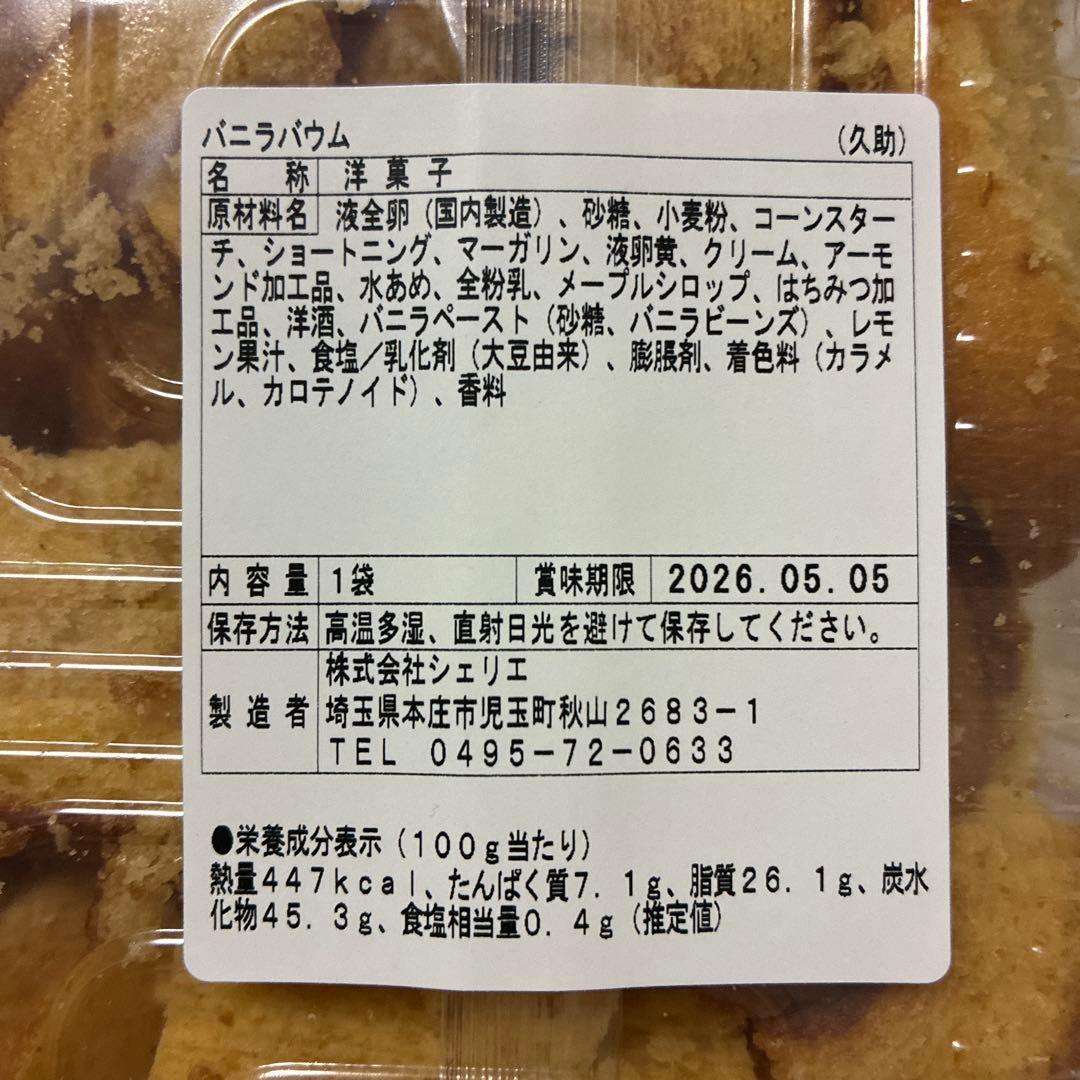 バニラバウム （久助）
名称 洋菓子
原材料名 液全卵（国内製造）、砂糖、小麦粉、コーンスター
チ、ショートニング、マーガリン、液卵黄、クリーム、アーモ
ンド加工品、水あめ、全粉乳、メープルシロップ、はちみつ加
工品、洋酒、バニラペースト（砂糖、バニラビーンズ）、レモ
ン果汁、食塩／乳化剤（大豆由来）、膨脹剤、着色料（カラメ
ル、カロテノイド）、香料
内容量 1袋 賞味期限 2026.05.05
保存方法 高温多湿、直射日光を避けて保存してください。
製造者 株式会社シェリエ
埼玉県本庄市児玉町秋山２６８３－１
ＴＥＬ ０４９５－７２－０６３３
●栄養成分表示（１００ｇ当たり）
熱量４４７ｋｃａｌ、たんぱく質７．１ｇ、脂質２６．１ｇ、炭水
化物４５．３ｇ、食塩相当量０．４ｇ（推定値）